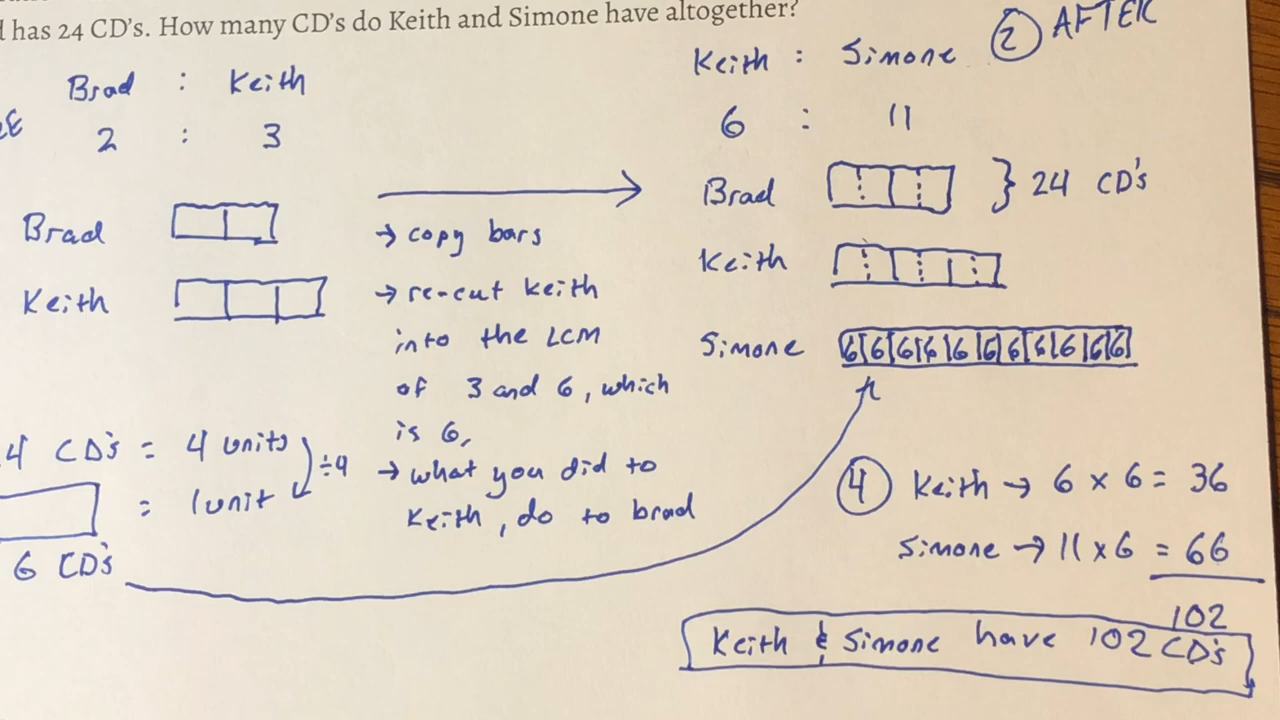 has 24 CD's. How many CD's do Keith and Simone have altogether?
Brad : Keith
2 : 3
Brad
Keith
→ copy bars
→ re-cut Keith
into the LCM
of 3 and 6, which
is 6,
→ what you did to
Keith, do to brad
4 CD's = 4 units
÷4
= 1 unit
6 CD's
② AFTER
Keith : Simone
6 : 11
Brad } 24 CD's
Keith
Simone 6 6 6 6 6 6 6 6 6 6 6
④ Keith → 6 x 6 = 36
Simone → 11 x 6 = 66
102
Keith & Simone have 102 CD's